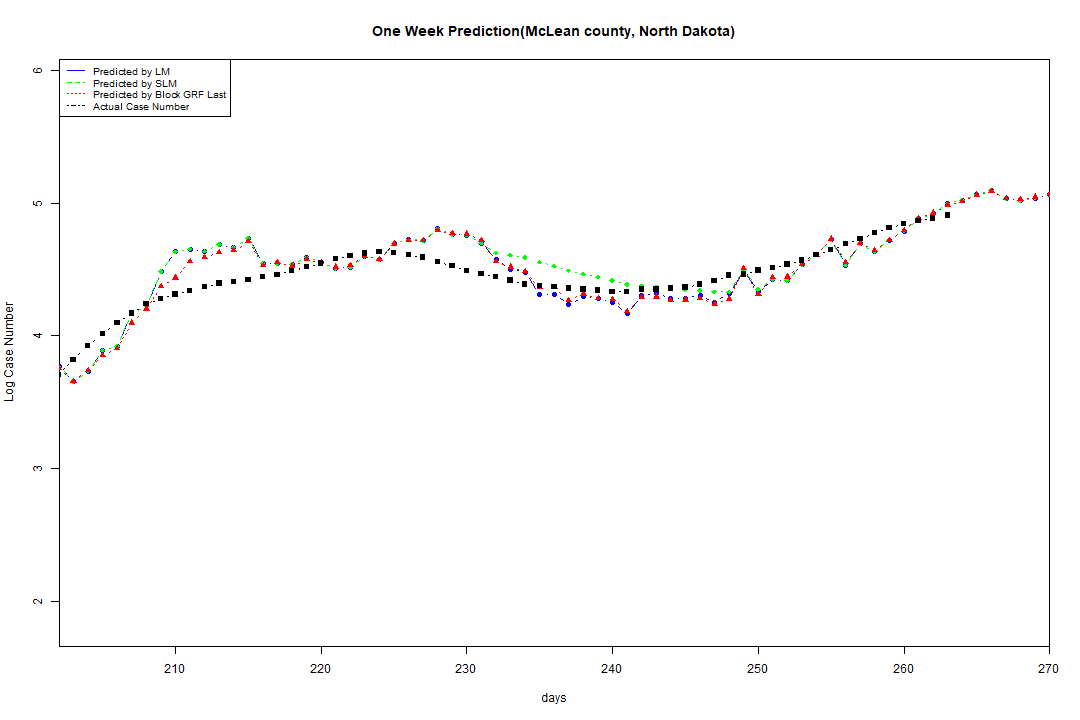 One Week Prediction(McLean county, North Dakota)
Predicted by LM
Predicted by SLM
Predicted by Block GRF Last
Actual Case Number
6
5
4
3
2
Log Case Number
210 220 230 240 250 260 270
days